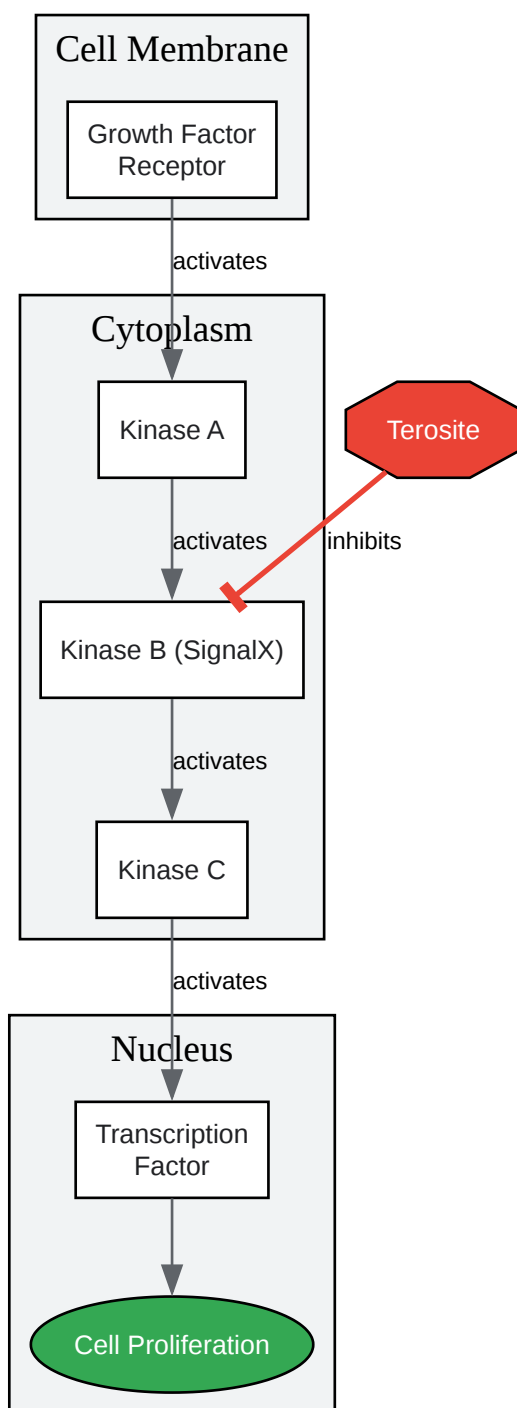 Cell Membrane
Growth Factor
Receptor
activates
Cytoplasm
Kinase A
Terosite
activates
inhibits
Kinase B (SignalX)
activates
Kinase C
activates
Nucleus
Transcription
Factor
Cell Proliferation